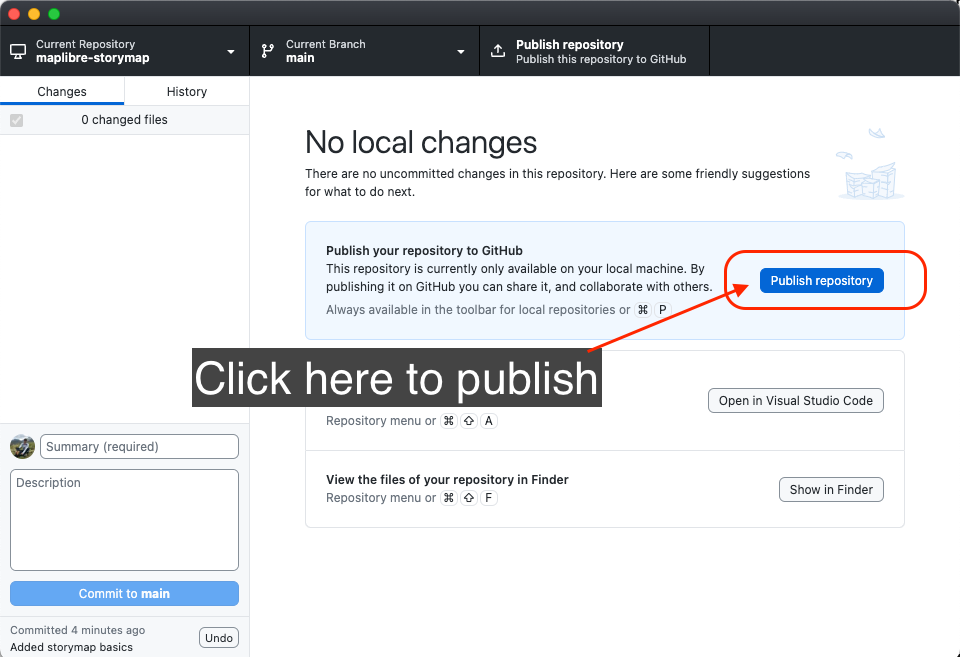 Current Repository
maplibre-storymap
Current Branch
main
Publish repository
Publish this repository to GitHub
Changes
History
0 changed files
No local changes
There are no uncommitted changes in this repository. Here are some friendly suggestions
for what to do next.
Publish your repository to GitHub
This repository is currently only available on your local machine. By
publishing it on GitHub you can share it, and collaborate with others.
Always available in the toolbar for local repositories or ⌘ P
Publish repository
Click here to publish
Repository menu or ⌘ ⇧ A
Open in Visual Studio Code
View the files of your repository in Finder
Repository menu or ⌘ ⇧ F
Show in Finder
Summary (required)
Description
Commit to main
Committed 4 minutes ago
Added storymap basics
Undo